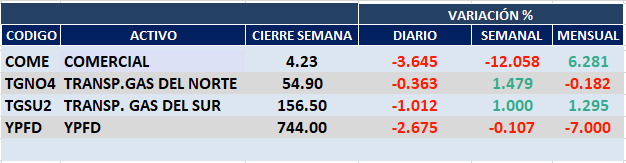 VARIACIÓN %
CODIGO ACTIVO CIERRE SEMANA DIARIO SEMANAL MENSUAL
COME COMERCIAL 4.23 -3.645 -12.058 6.281
TGNO4 TRANSP.GAS DEL NORTE 54.90 -0.363 1.479 -0.182
TGSU2 TRANSP. GAS DEL SUR 156.50 -1.012 1.000 1.295
YPFD YPFD 744.00 -2.675 -0.107 -7.000